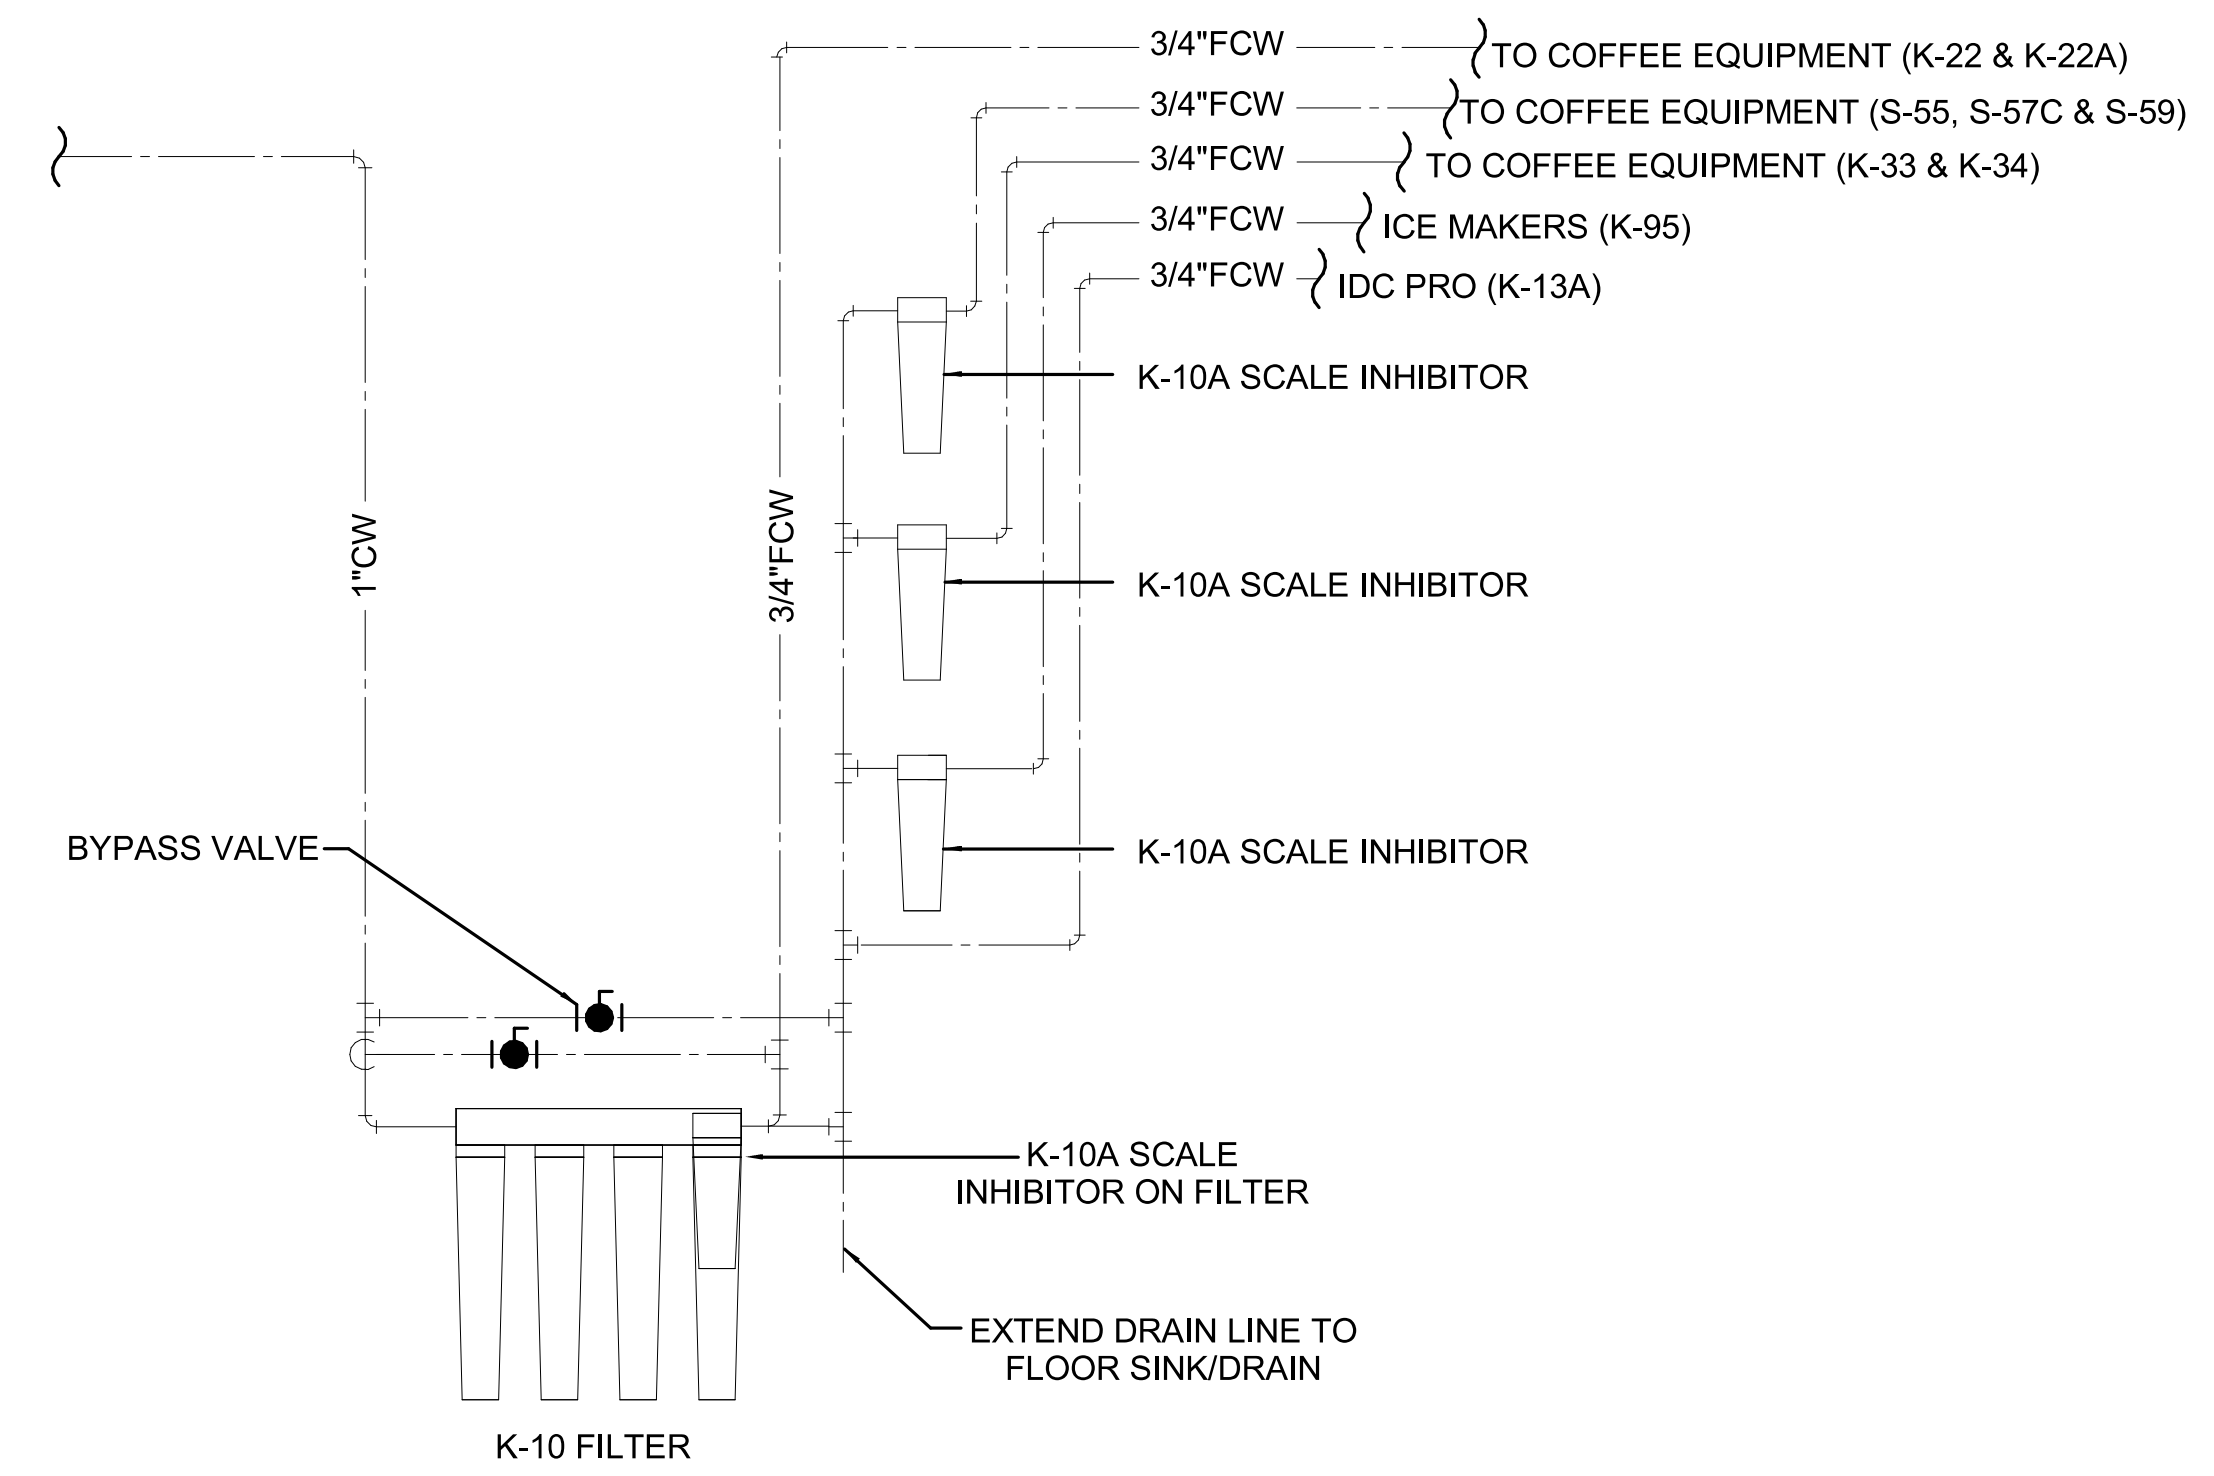 3/4"FCW
TO COFFEE EQUIPMENT (K-22 & K-22A)
3/4"FCW
TO COFFEE EQUIPMENT (S-55, S-57C & S-59)
3/4"FCW
TO COFFEE EQUIPMENT (K-33 & K-34)
3/4"FCW
ICE MAKERS (K-95)
3/4"FCW
IDC PRO (K-13A)
K-10A SCALE INHIBITOR
1"CW
3/4"FCW
K-10A SCALE INHIBITOR
BYPASS VALVE
K-10A SCALE INHIBITOR
K-10A SCALE
INHIBITOR ON FILTER
EXTEND DRAIN LINE TO
FLOOR SINK/DRAIN
K-10 FILTER